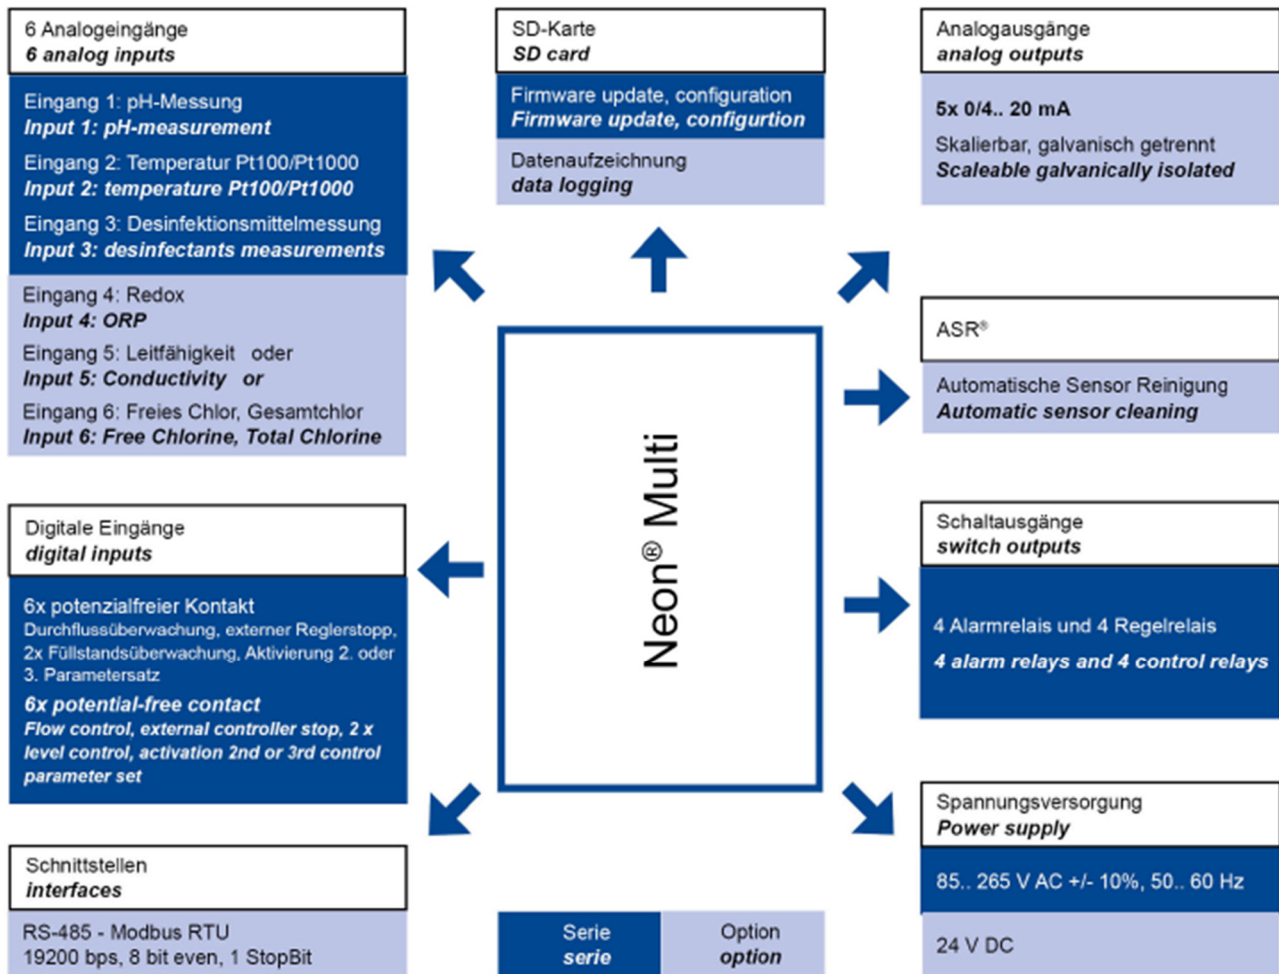 6 Analogeingänge
6 analog inputs
Eingang 1: pH-Messung
Input 1: pH-measurement
Eingang 2: Temperatur Pt100/Pt1000
Input 2: temperature Pt100/Pt1000
Eingang 3: Desinfektionsmittelmessung
Input 3: desinfectants measurements
Eingang 4: Redox
Input 4: ORP
Eingang 5: Leitfähigkeit oder
Input 5: Conductivity or
Eingang 6: Freies Chlor, Gesamtchlor
Input 6: Free Chlorine, Total Chlorine
Digitale Eingänge
digital inputs
6x potenzialfreier Kontakt
Durchflussüberwachung, externer Reglerstopp,
2x Füllstandsüberwachung, Aktivierung 2. oder
3. Parametersatz
6x potential-free contact
Flow control, external controller stop, 2 x
level control, activation 2nd or 3rd control
parameter set
Schnittstellen
interfaces
RS-485 - Modbus RTU
19200 bps, 8 bit even, 1 StopBit
SD-Karte
SD card
Firmware update, configuration
Firmware update, configurtion
Datenaufzeichnung
data logging
Neon® Multi
Serie
serie
Option
option
Analogausgänge
analog outputs
5x 0/4.. 20 mA
Skalierbar, galvanisch getrennt
Scaleable galvanically isolated
ASR®
Automatische Sensor Reinigung
Automatic sensor cleaning
Schaltausgänge
switch outputs
4 Alarmrelais und 4 Regelrelais
4 alarm relays and 4 control relays
Spannungsversorgung
Power supply
85.. 265 V AC +/- 10%, 50.. 60 Hz
24 V DC